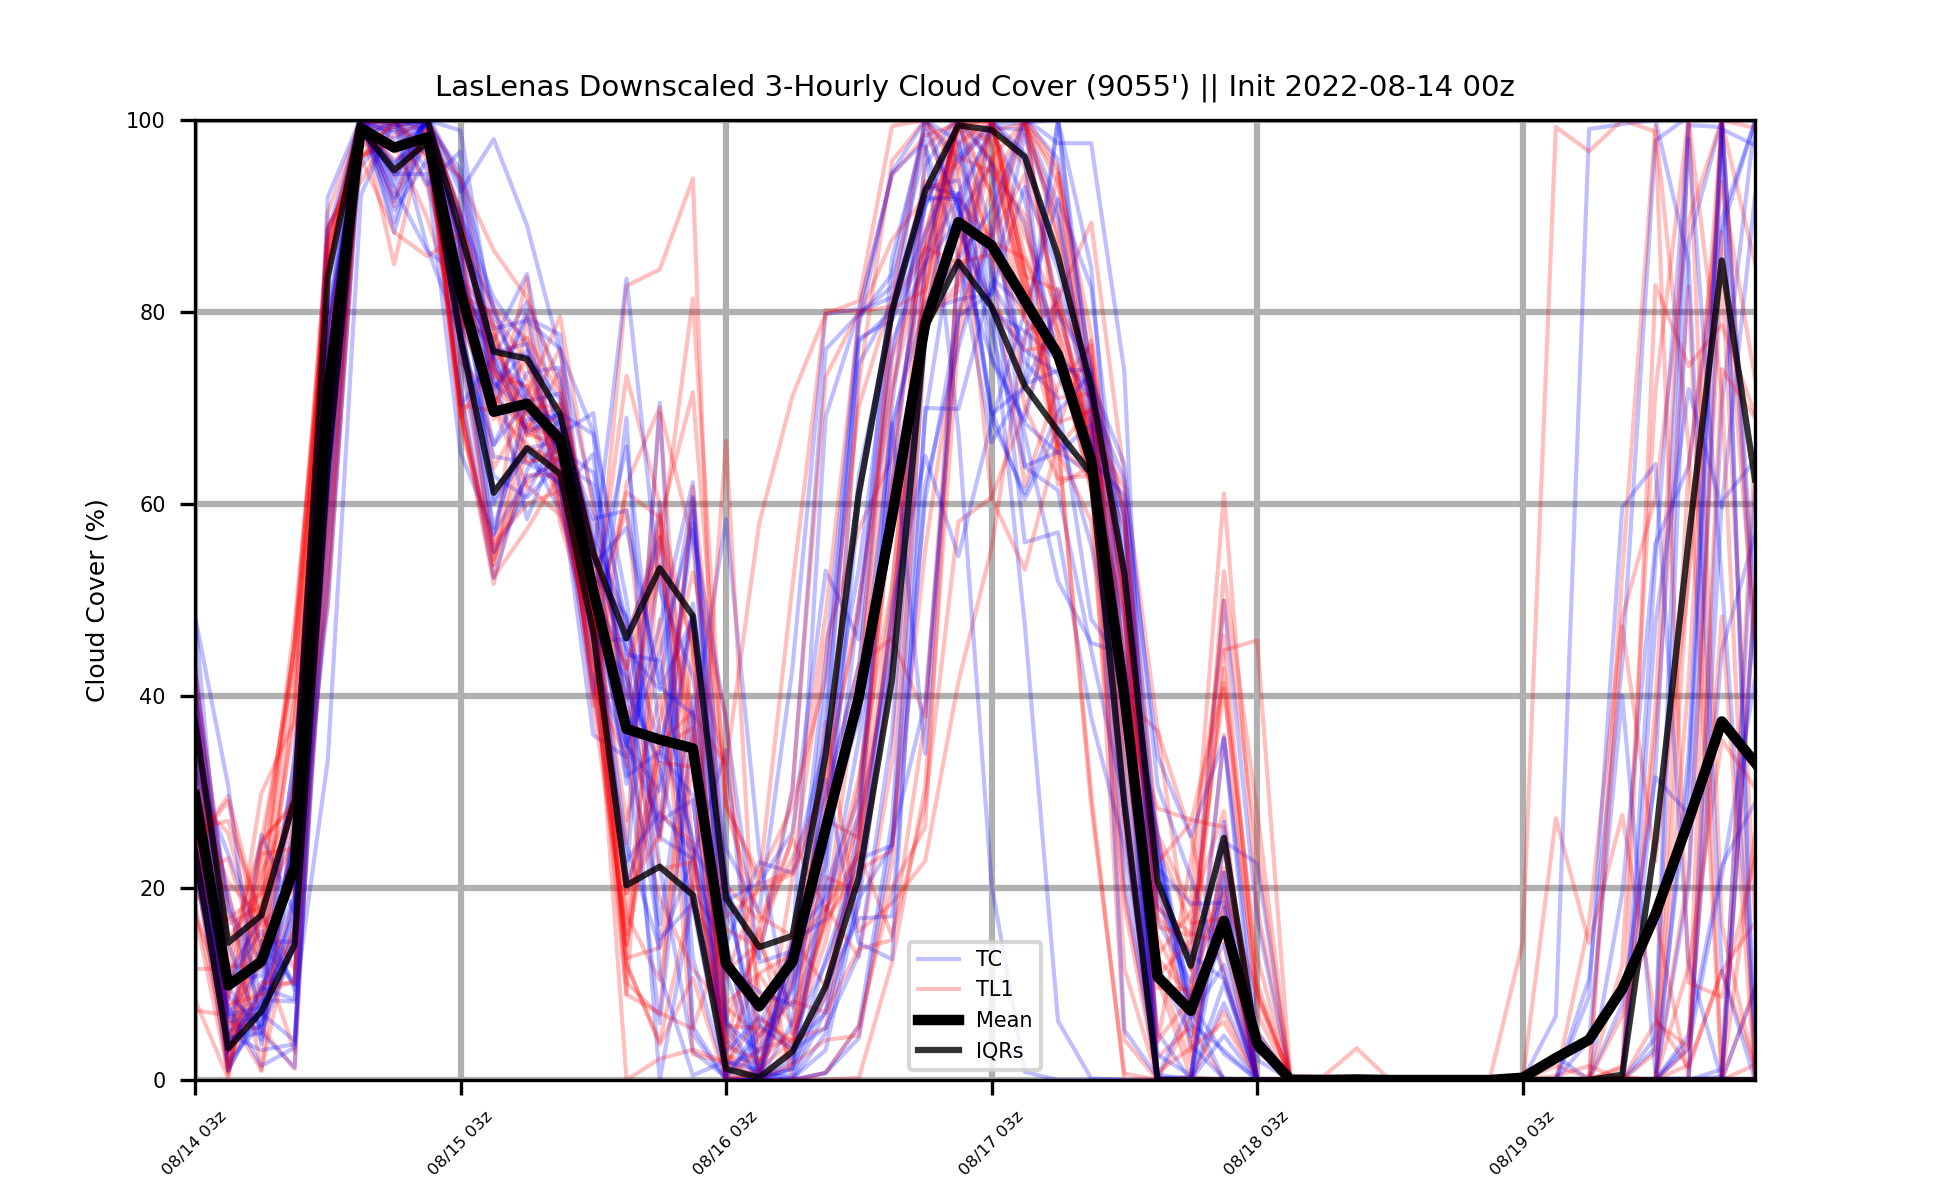 LasLenas Downscaled 3-Hourly Cloud Cover (9055') || Init 2022-08-14 00z
Cloud Cover (%)
100
80
60
40
20
0
TC
TL1
Mean
IQRs
08/14 03z
08/15 03z
08/16 03z
08/17 03z
08/18 03z
08/19 03z